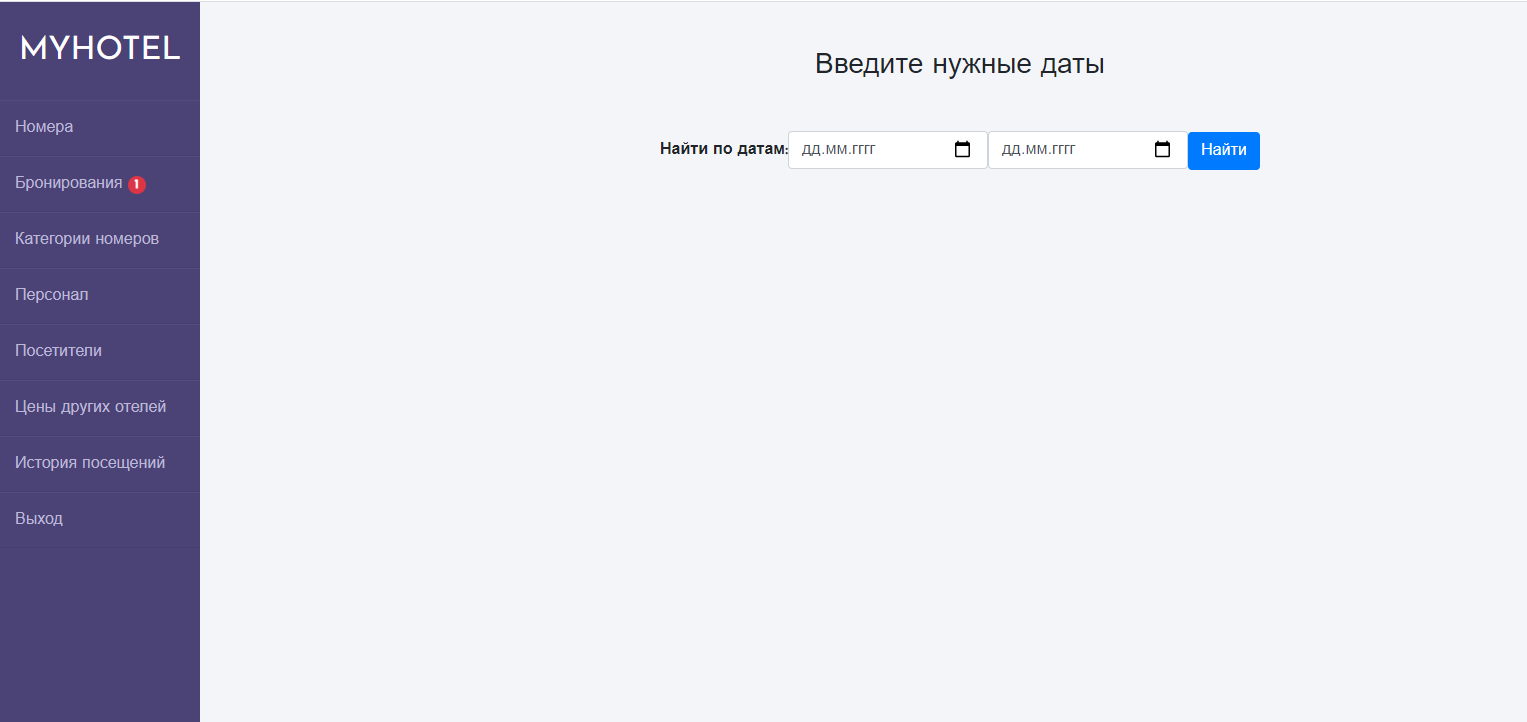 MYHOTEL
Номера
Бронирования 1
Категории номеров
Персонал
Посетители
Цены других отелей
История посещений
Выход
Введите нужные даты
Найти по датам: ДД.ММ.ГГГГ ДД.ММ.ГГГГ Найти